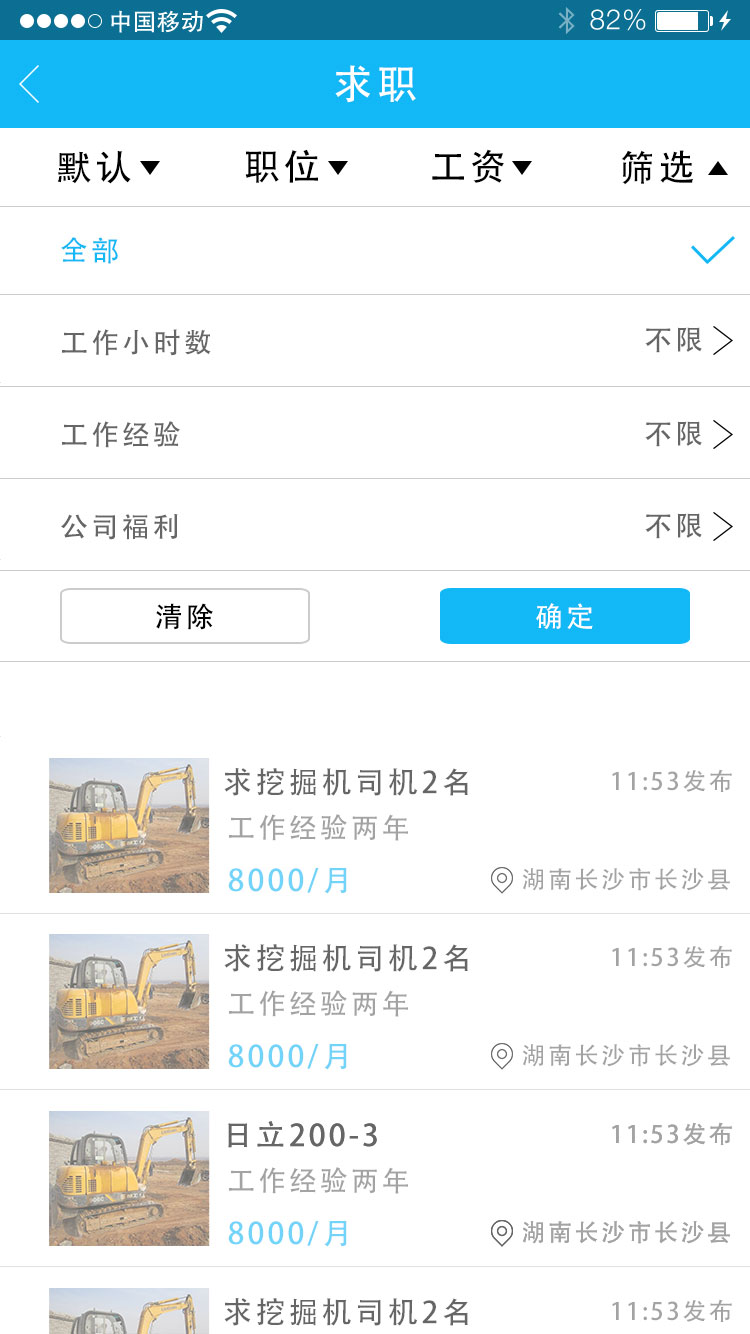 中国移动 82%
求职
默认 职位 工资 筛选
全部
工作小时数 不限
工作经验 不限
公司福利 不限
清除 确定
求挖掘机司机2名 11:53发布
工作经验两年
8000/月 湖南长沙市长沙县
求挖掘机司机2名 11:53发布
工作经验两年
8000/月 湖南长沙市长沙县
日立200-3 11:53发布
工作经验两年
8000/月 湖南长沙市长沙县
求挖掘机司机2名 11:53发布